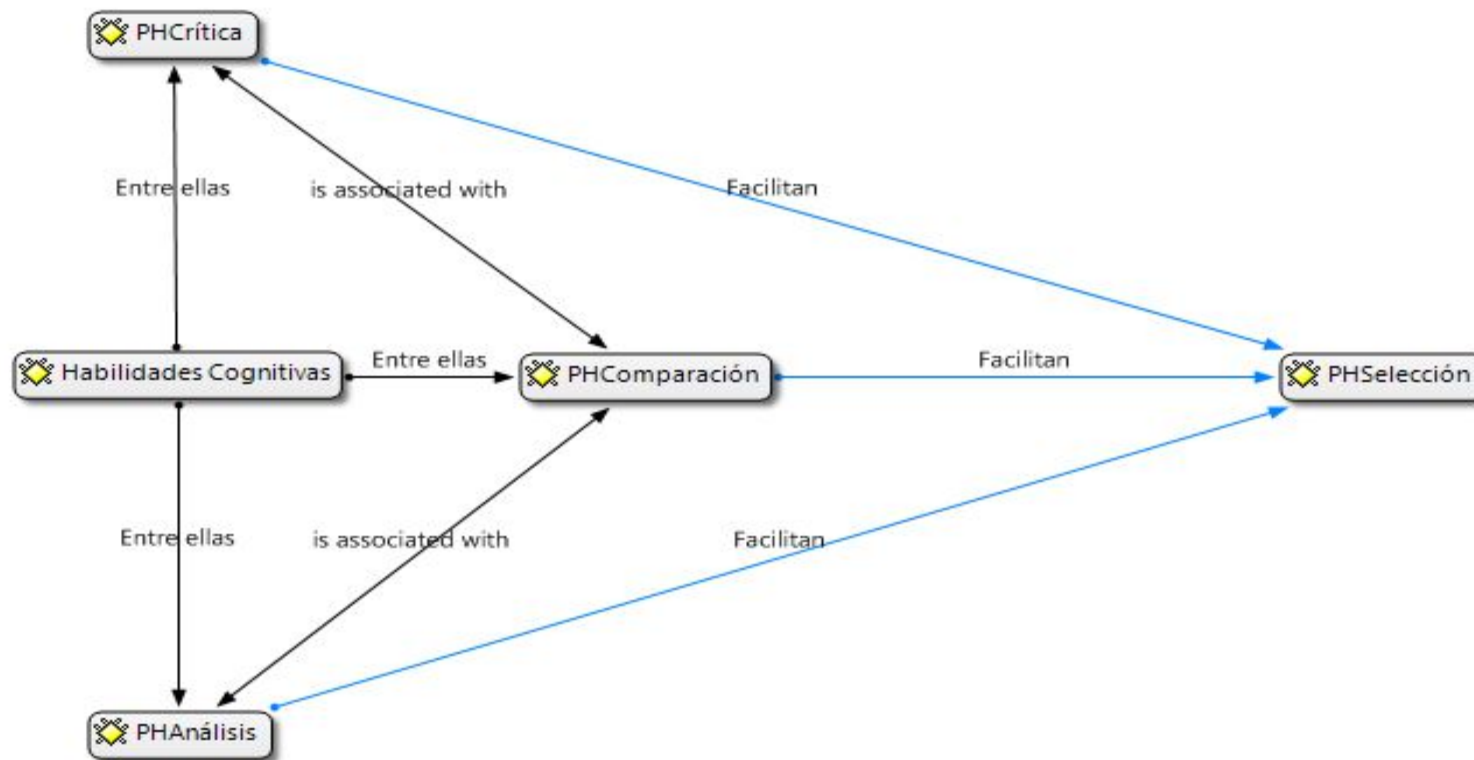 PHCrítica
Entre ellas
is associated with
Facilitan
Habilidades Cognitivas
Entre ellas
PHComparación
Facilitan
PHSelección
Entre ellas
is associated with
Facilitan
PHAnálisis